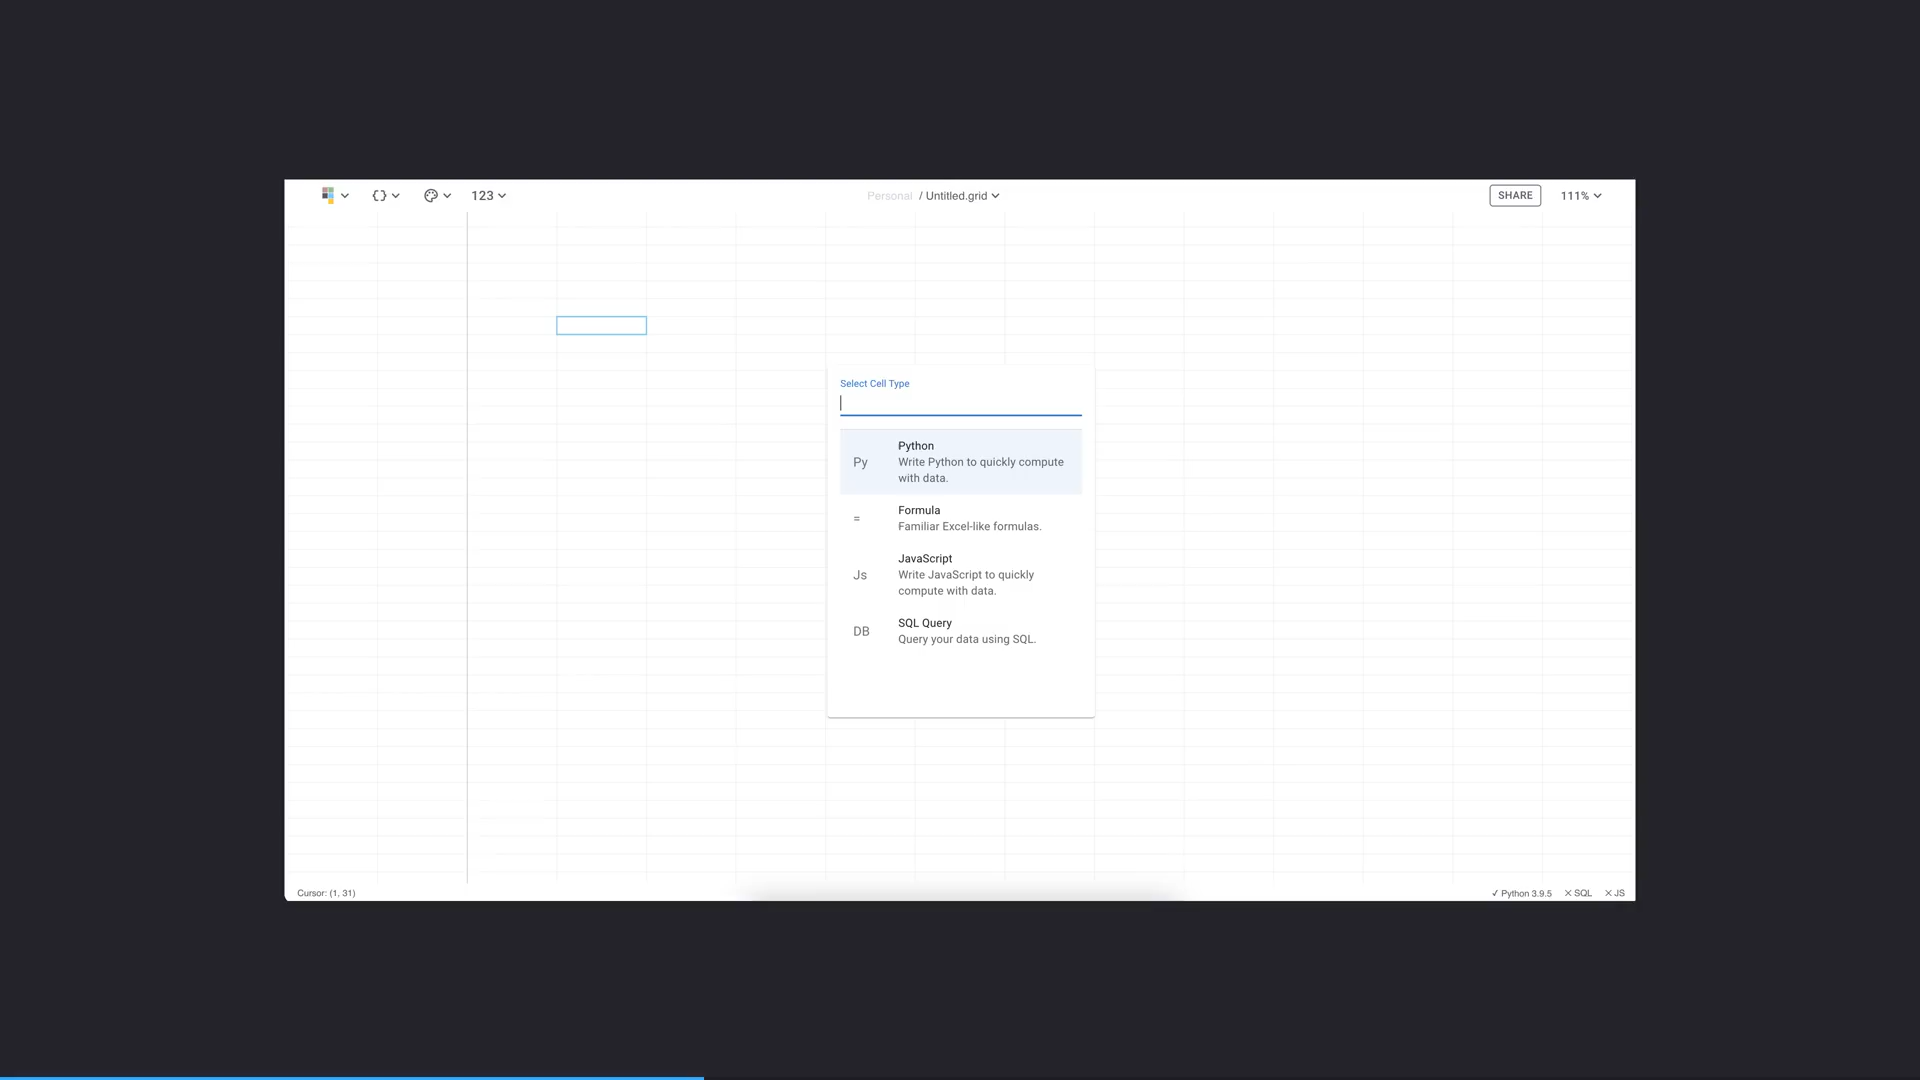 123
Personal / Untitled.grid
SHARE
111%
Select Cell Type
Py
Python
Write Python to quickly compute
with data.
=
Formula
Familiar Excel-like formulas.
Js
JavaScript
Write JavaScript to quickly
compute with data.
DB
SQL Query
Query your data using SQL.
Cursor: (1, 31)
✓ Python 3.9.5
✕ SQL
✕ JS